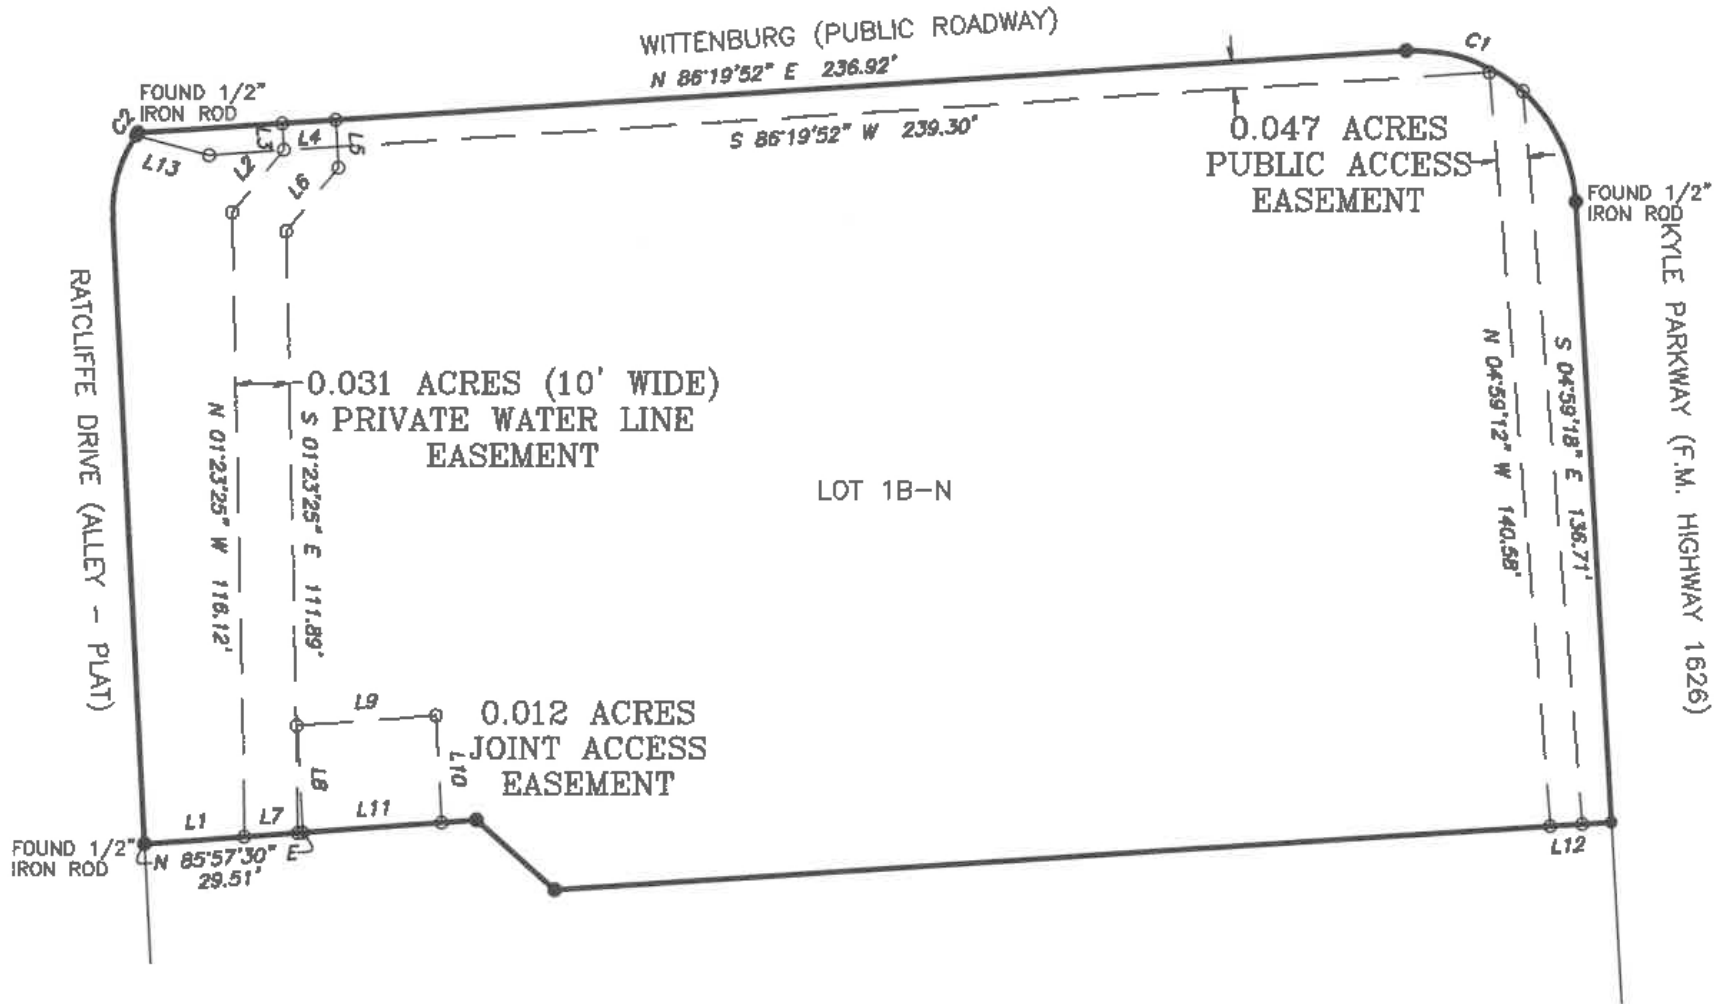 WITTENBURG (PUBLIC ROADWAY)
N 86°19'52" E 236.92'
C1
FOUND 1/2"
IRON ROD
C2
L13
L2
L3
L4
L5
L6
S 86°19'52" W 239.30'
0.047 ACRES
PUBLIC ACCESS
EASEMENT
FOUND 1/2"
IRON ROD
KYLE PARKWAY (F.M. HIGHWAY 1626)
RATCLIFFE DRIVE (ALLEY - PLAT)
0.031 ACRES (10' WIDE)
PRIVATE WATER LINE
EASEMENT
N 01°23'25" W 116.12'
S 01°23'25" E 111.89'
LOT 1B-N
N 04°59'12" W 140.58'
S 04°59'18" E 136.71'
L9
0.012 ACRES
JOINT ACCESS
EASEMENT
L10
L8
L1
L7
L11
L12
FOUND 1/2"
IRON ROD
N 85°57'30" E
29.51'